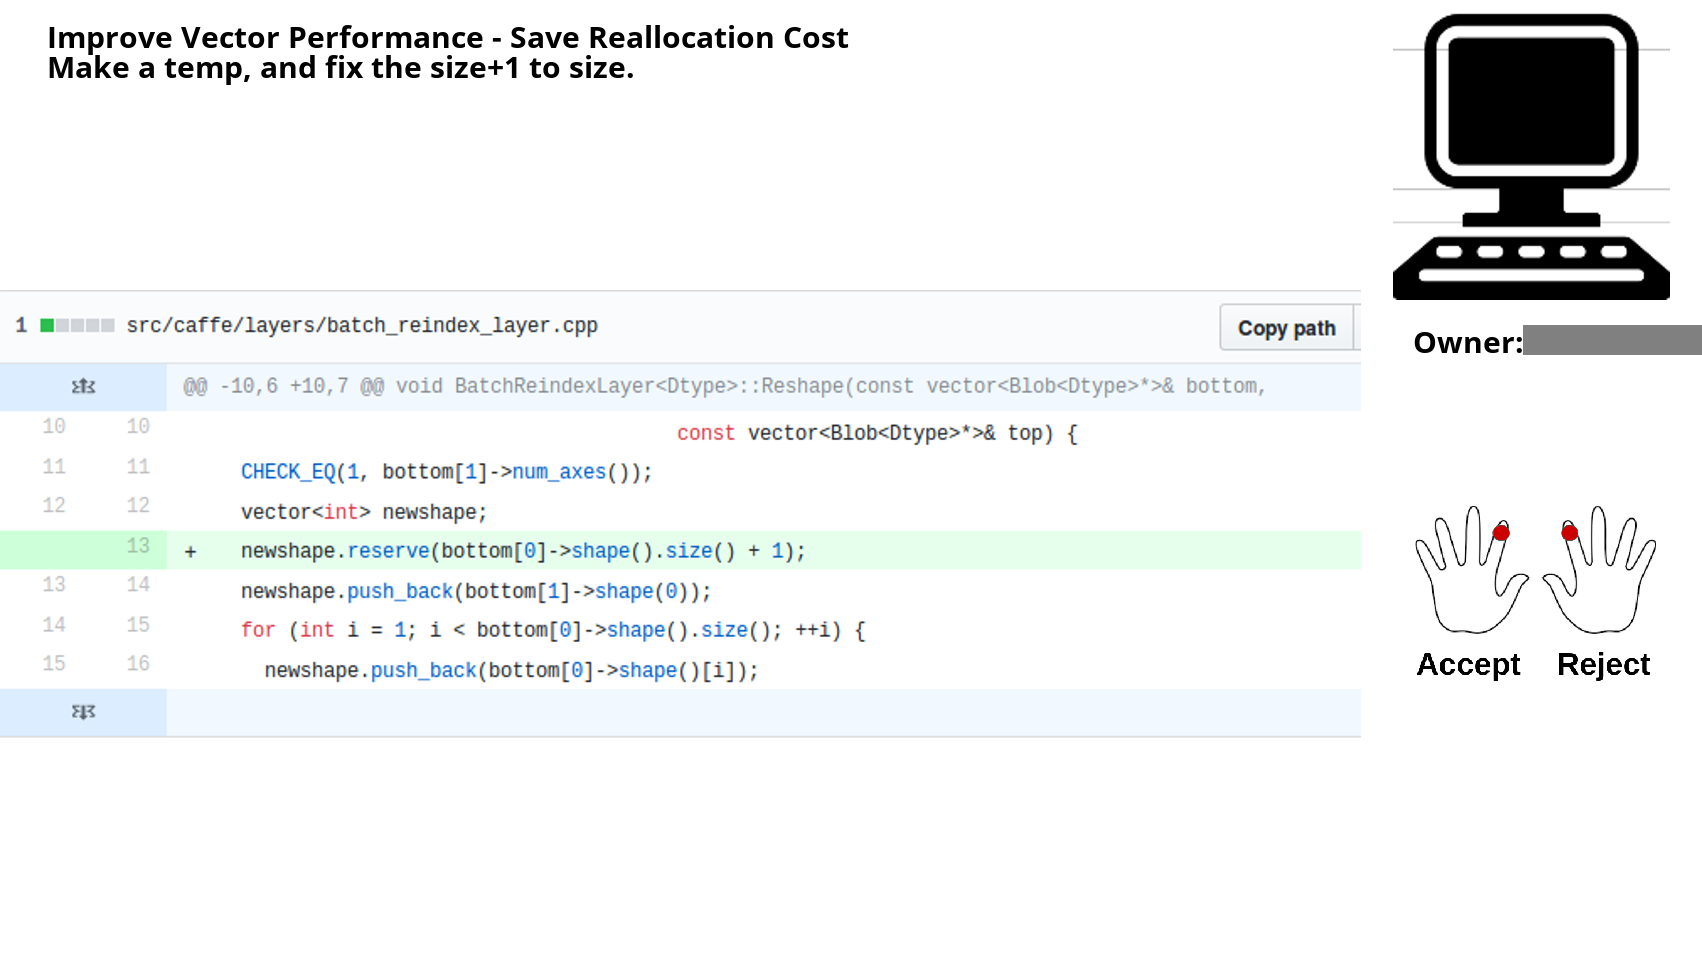 Improve Vector Performance - Save Reallocation Cost
Make a temp, and fix the size+1 to size.
1 src/caffe/layers/batch_reindex_layer.cpp Copy path
@@ -10,6 +10,7 @@ void BatchReindexLayer<Dtype>::Reshape(const vector<Blob<Dtype>*>& bottom,
10 10 const vector<Blob<Dtype>*>& top) {
11 11 CHECK_EQ(1, bottom[1]->num_axes());
12 12 vector<int> newshape;
13 + newshape.reserve(bottom[0]->shape().size() + 1);
13 14 newshape.push_back(bottom[1]->shape(0));
14 15 for (int i = 1; i < bottom[0]->shape().size(); ++i) {
15 16 newshape.push_back(bottom[0]->shape()[i]);
Owner:
Accept Reject